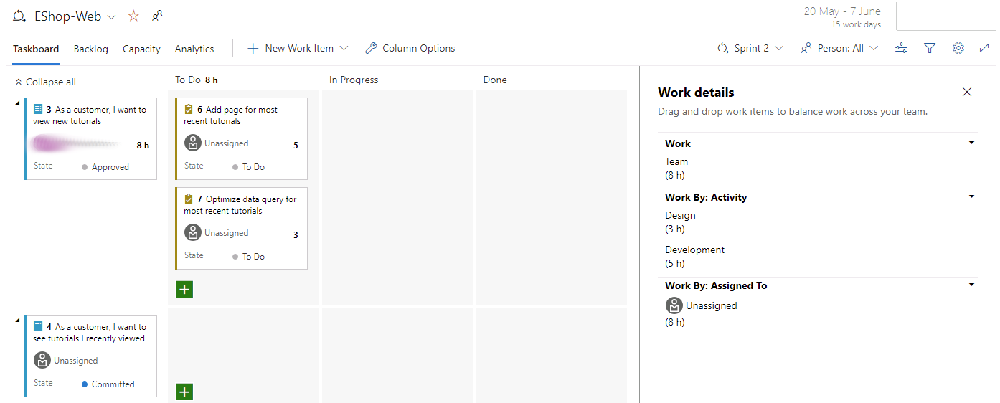 EShop-Web
20 May - 7 June
15 work days
Taskboard Backlog Capacity Analytics New Work Item Column Options Sprint 2 Person: All
Collapse all
To Do 8 h
In Progress
Done
3 As a customer, I want to
view new tutorials
8 h
State Approved
6 Add page for most
recent tutorials
Unassigned 5
State To Do
7 Optimize data query for
most recent tutorials
Unassigned 3
State To Do
4 As a customer, I want to
see tutorials I recently viewed
Unassigned
State Committed
Work details
Drag and drop work items to balance work across your team.
Work
Team
(8 h)
Work By: Activity
Design
(3 h)
Development
(5 h)
Work By: Assigned To
Unassigned
(8 h)